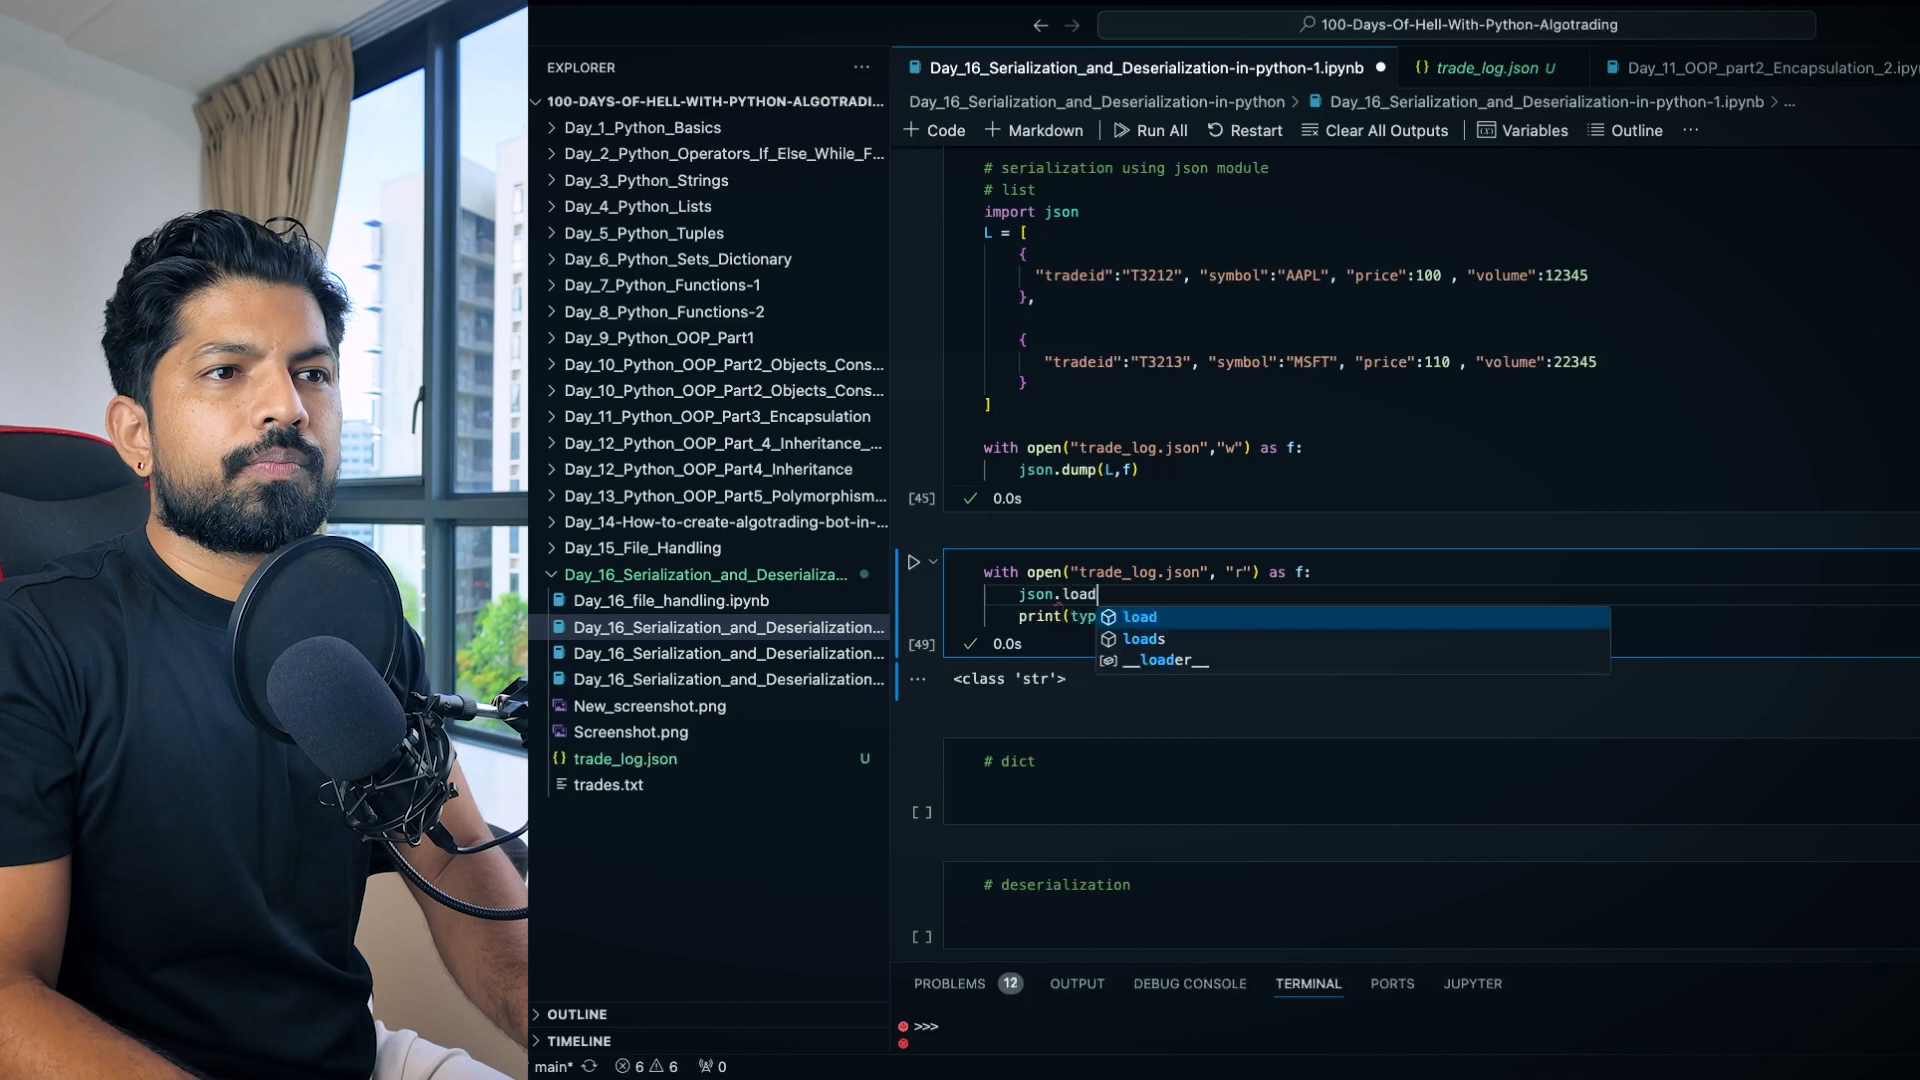 100-Days-Of-Hell-With-Python-Algotrading
EXPLORER
100-DAYS-OF-HELL-WITH-PYTHON-ALGOTRADI...
Day_1_Python_Basics
Day_2_Python_Operators_If_Else_While_F...
Day_3_Python_Strings
Day_4_Python_Lists
Day_5_Python_Tuples
Day_6_Python_Sets_Dictionary
Day_7_Python_Functions-1
Day_8_Python_Functions-2
Day_9_Python_OOP_Part1
Day_10_Python_OOP_Part2_Objects_Cons...
Day_10_Python_OOP_Part2_Objects_Cons...
Day_11_Python_OOP_Part3_Encapsulation
Day_12_Python_OOP_Part_4_Inheritance_...
Day_12_Python_OOP_Part4_Inheritance
Day_13_Python_OOP_Part5_Polymorphism...
Day_14-How-to-create-algotrading-bot-in-...
Day_15_File_Handling
Day_16_Serialization_and_Deserializa...
Day_16_file_handling.ipynb
Day_16_Serialization_and_Deserialization...
Day_16_Serialization_and_Deserialization...
Day_16_Serialization_and_Deserialization...
New_screenshot.png
Screenshot.png
{} trade_log.json U
trades.txt
OUTLINE
TIMELINE
main* 6 6 0
Day_16_Serialization_and_Deserialization-in-python-1.ipynb {} trade_log.json U Day_11_OOP_part2_Encapsulation_2.ipy
Day_16_Serialization_and_Deserialization-in-python > Day_16_Serialization_and_Deserialization-in-python-1.ipynb > ...
+ Code + Markdown Run All Restart Clear All Outputs Variables Outline ...
# serialization using json module
# list
import json
L = [
{
"tradeid":"T3212", "symbol":"AAPL", "price":100 , "volume":12345
},
{
"tradeid":"T3213", "symbol":"MSFT", "price":110 , "volume":22345
}
]
with open("trade_log.json","w") as f:
json.dump(L,f)
[45] ✓ 0.0s
with open("trade_log.json", "r") as f:
json.load
print(typ
load
loads
__loader__
[49] ✓ 0.0s
... <class 'str'>
# dict
[ ]
# deserialization
[ ]
PROBLEMS 12 OUTPUT DEBUG CONSOLE TERMINAL PORTS JUPYTER
>>>